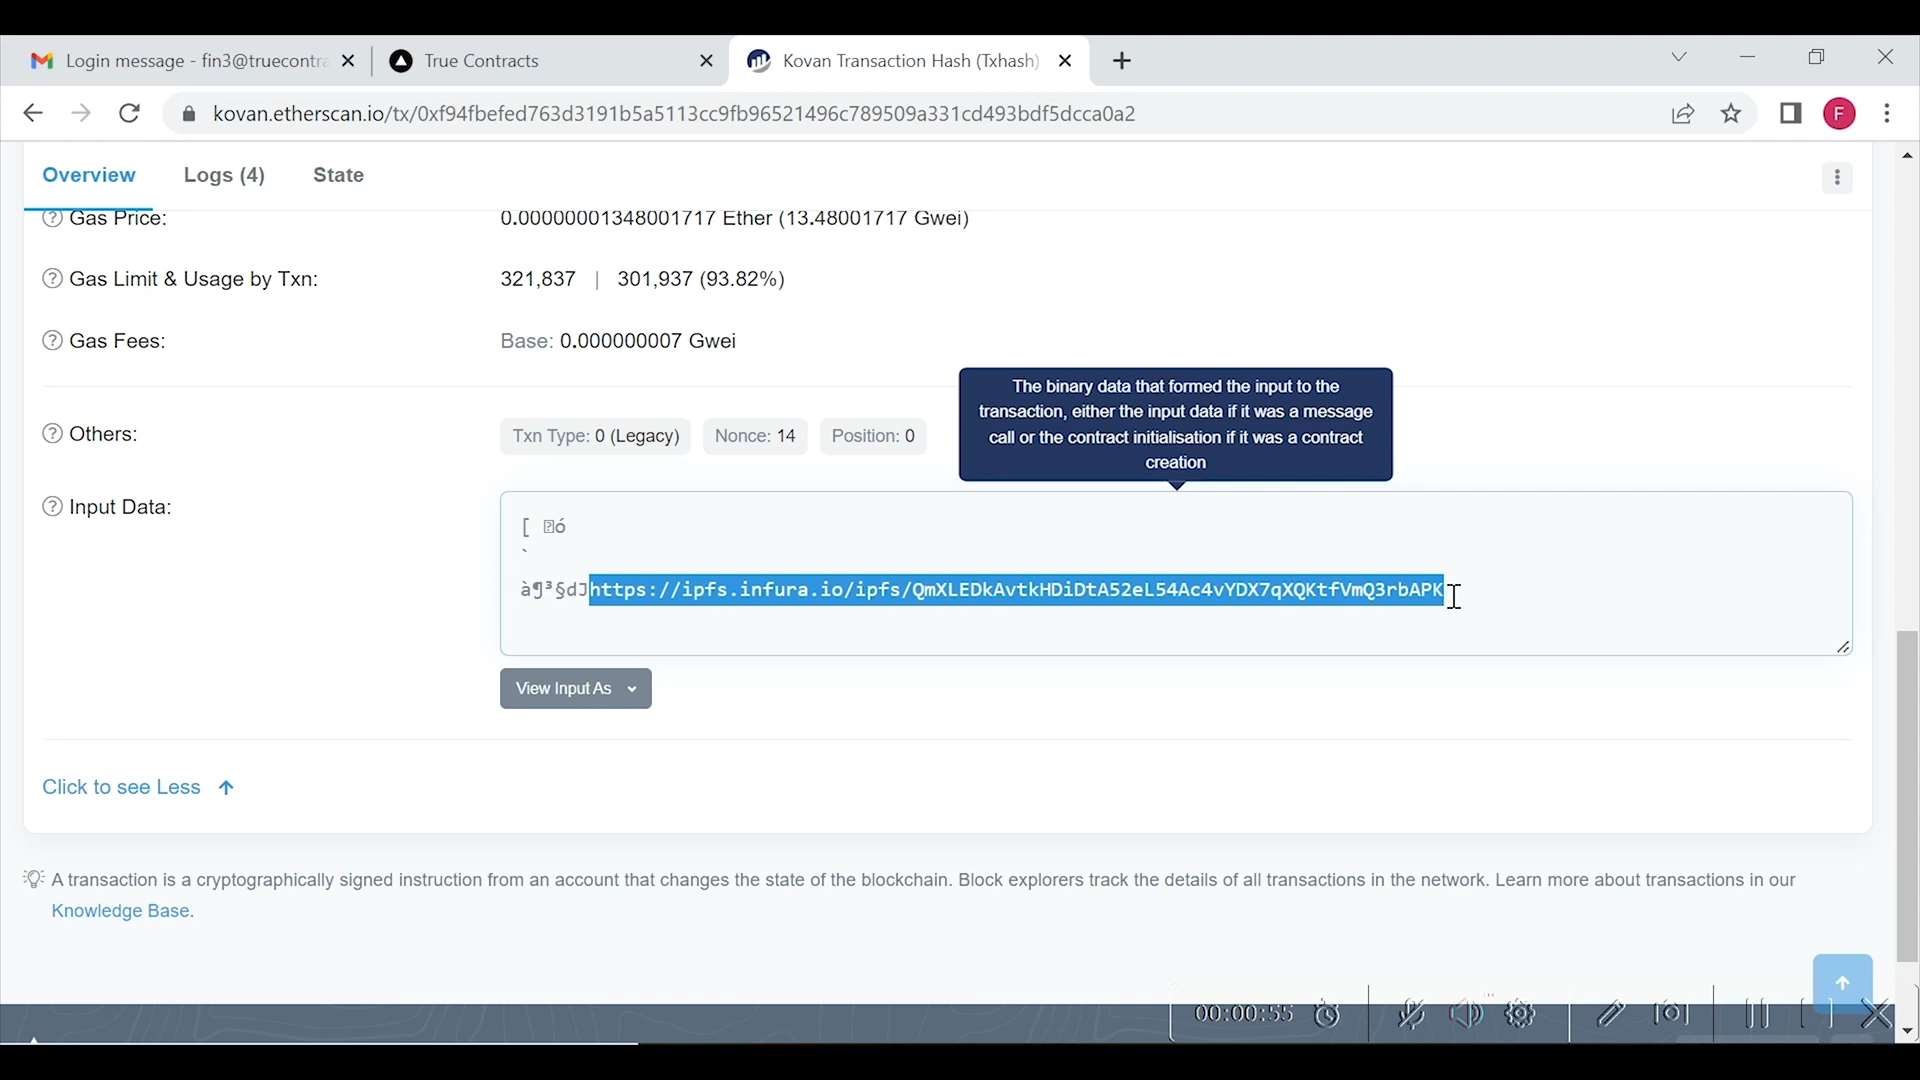 Login message - fin3@truecontra
True Contracts
Kovan Transaction Hash (Txhash)
kovan.etherscan.io/tx/0xf94fbefed763d3191b5a5113cc9fb96521496c789509a331cd493bdf5dcca0a2
F
Overview
Logs (4)
State
Gas Price:
0.00000001348001717 Ether (13.48001717 Gwei)
Gas Limit & Usage by Txn:
321,837 | 301,937 (93.82%)
Gas Fees:
Base: 0.000000007 Gwei
The binary data that formed the input to the
transaction, either the input data if it was a message
call or the contract initialisation if it was a contract
creation
Others:
Txn Type: 0 (Legacy)
Nonce: 14
Position: 0
Input Data:
[ ó
`
à¶³§dJhttps://ipfs.infura.io/ipfs/QmXLEDkAvtkHDiDtA52eL54Ac4vYDX7qXQKtfVmQ3rbAPK
View Input As
Click to see Less
A transaction is a cryptographically signed instruction from an account that changes the state of the blockchain. Block explorers track the details of all transactions in the network. Learn more about transactions in our
Knowledge Base.
00:00:55